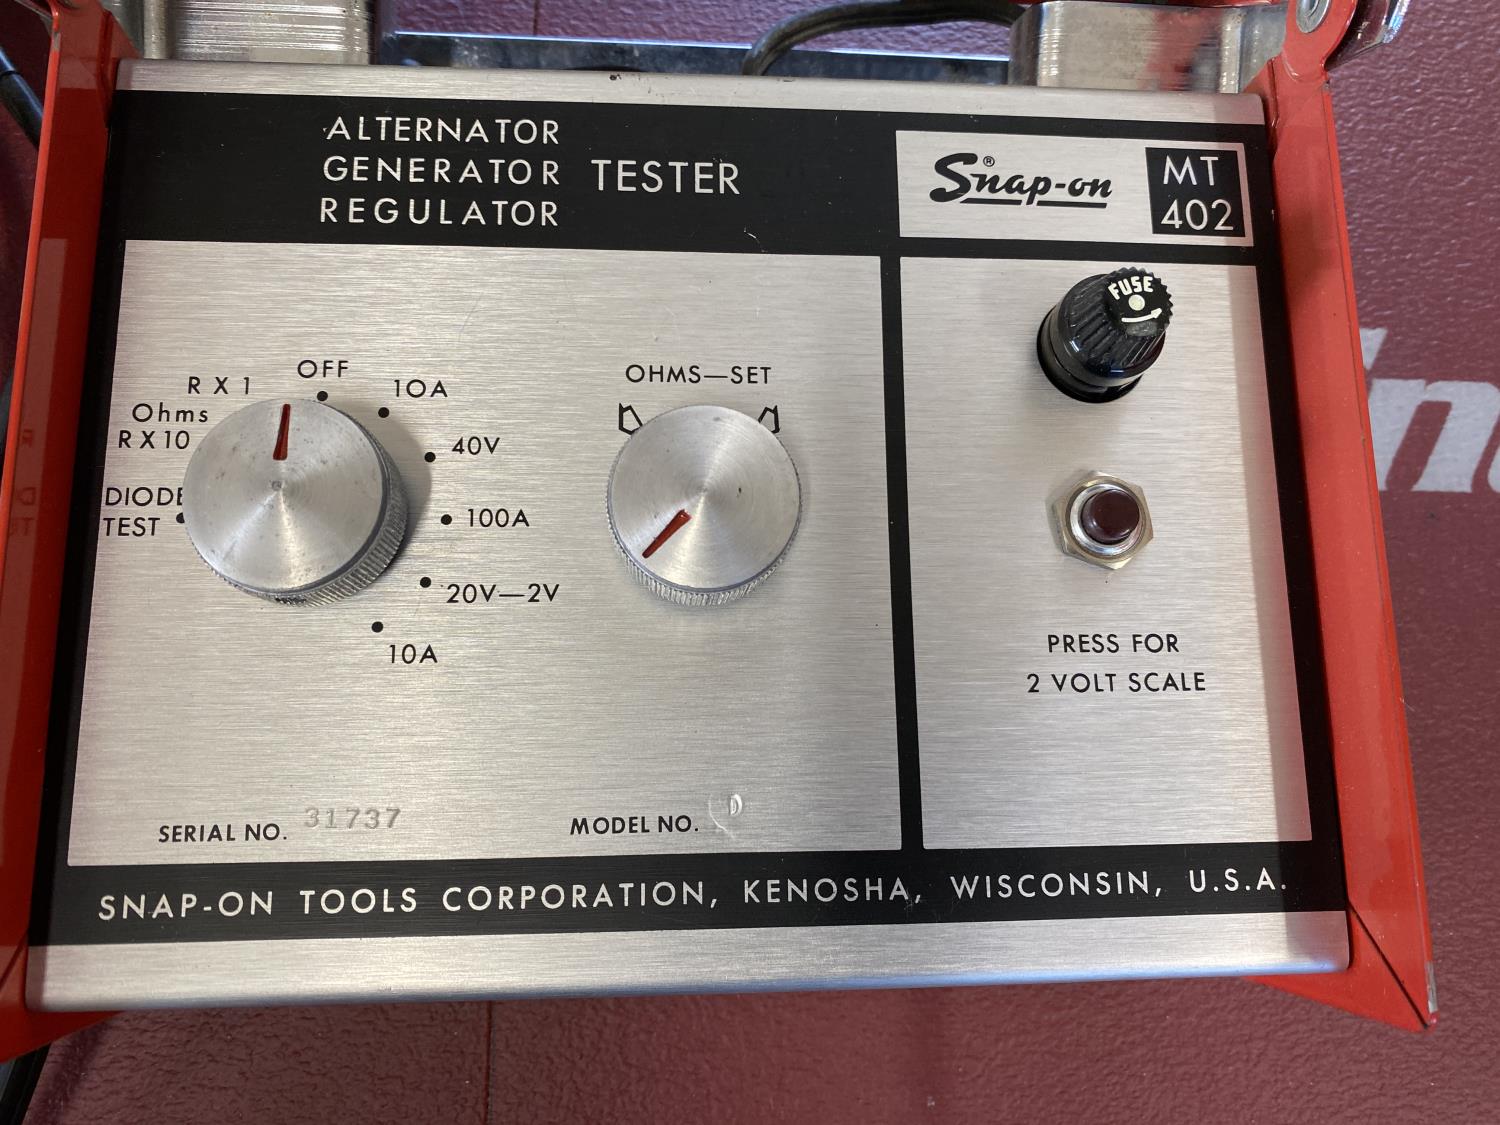 ALTERNATOR
GENERATOR TESTER
REGULATOR
Snap-on®
MT
402
FUSE
OFF
R X 1
10A
Ohms
R X 10
40V
DIODE
TEST
100A
20V—2V
10A
OHMS—SET
PRESS FOR
2 VOLT SCALE
SERIAL NO. 31737
MODEL NO. D
SNAP-ON TOOLS CORPORATION, KENOSHA, WISCONSIN, U.S.A.